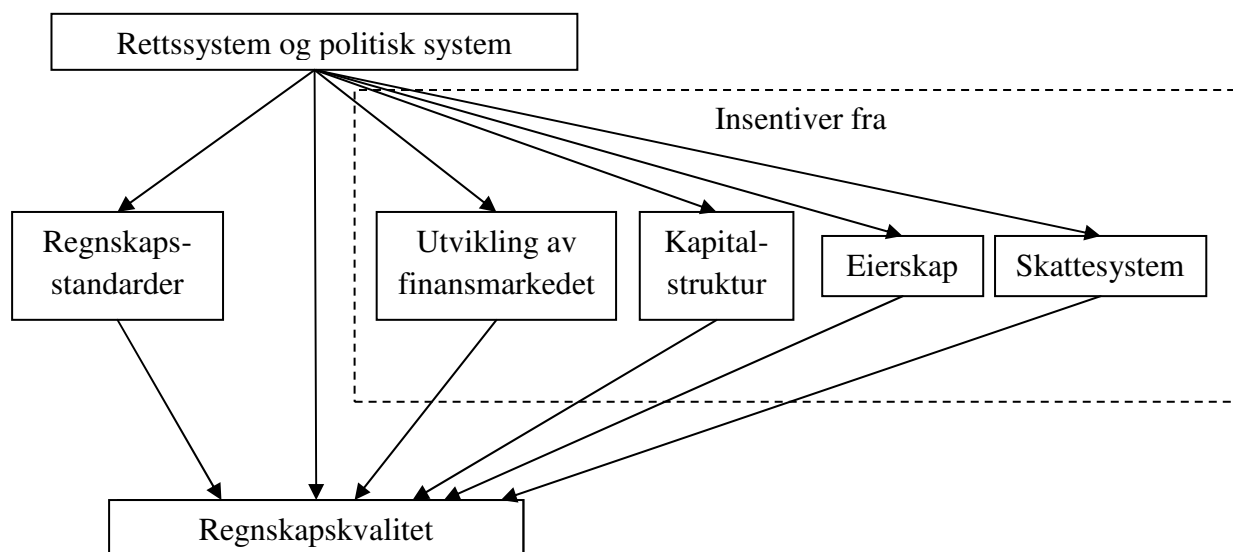 Rettssystem og politisk system
Insentiver fra
Regnskaps-
standarder
Utvikling av
finansmarkedet
Kapital-
struktur
Eierskap
Skattesystem
Regnskapskvalitet